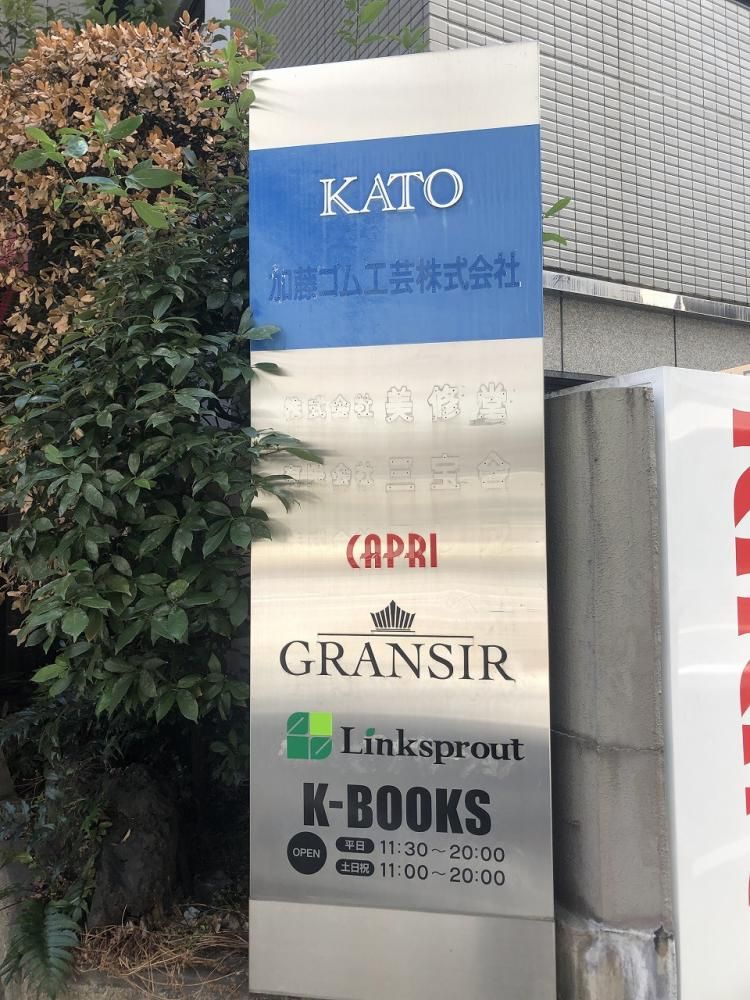 KATO
加藤ゴム工芸株式会社
株式会社 美修堂
CAPRI
GRANSIR
Linksprout
K-BOOKS
OPEN 平日 11:30~20:00
土日祝 11:00~20:00